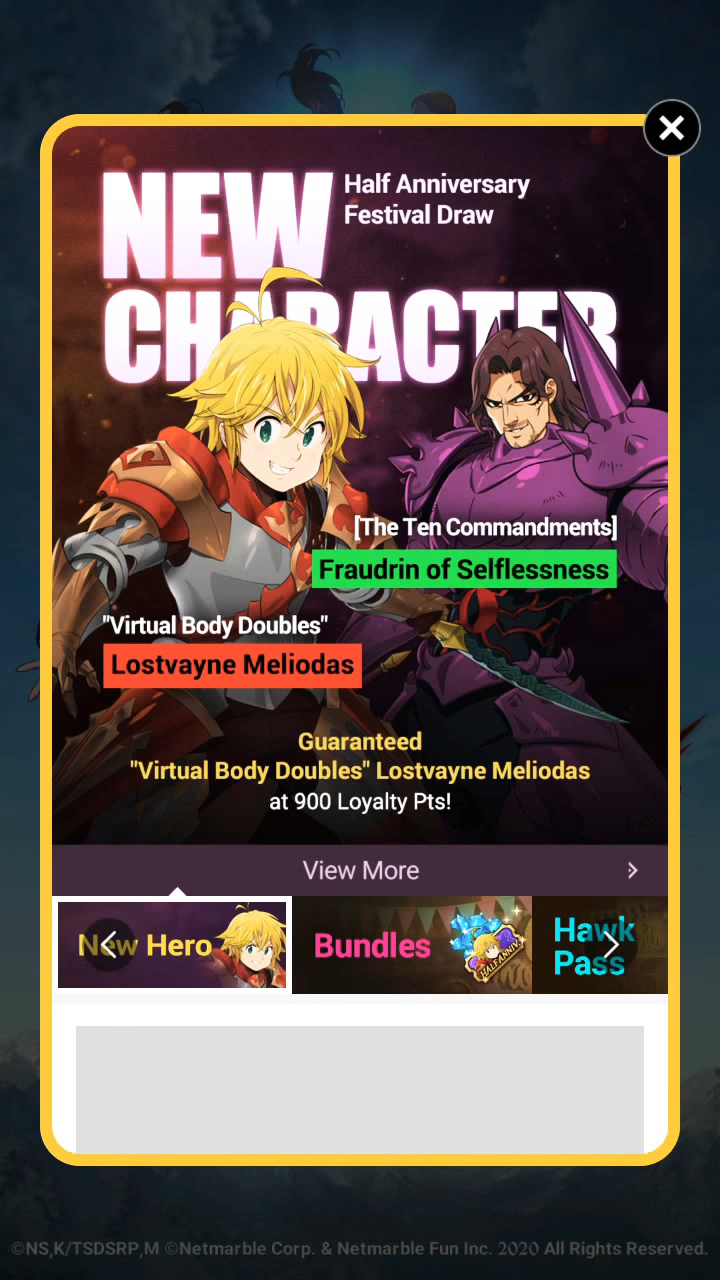 NEW
Half Anniversary
Festival Draw
CHARACTER
[The Ten Commandments]
Fraudrin of Selflessness
"Virtual Body Doubles"
Lostvayne Meliodas
Guaranteed
"Virtual Body Doubles" Lostvayne Meliodas
at 900 Loyalty Pts!
View More
New Hero
Bundles
HALF ANNIV
Hawk
Pass
©NS,K/TSDSRP,M ©Netmarble Corp. & Netmarble Fun Inc. 2020 All Rights Reserved.